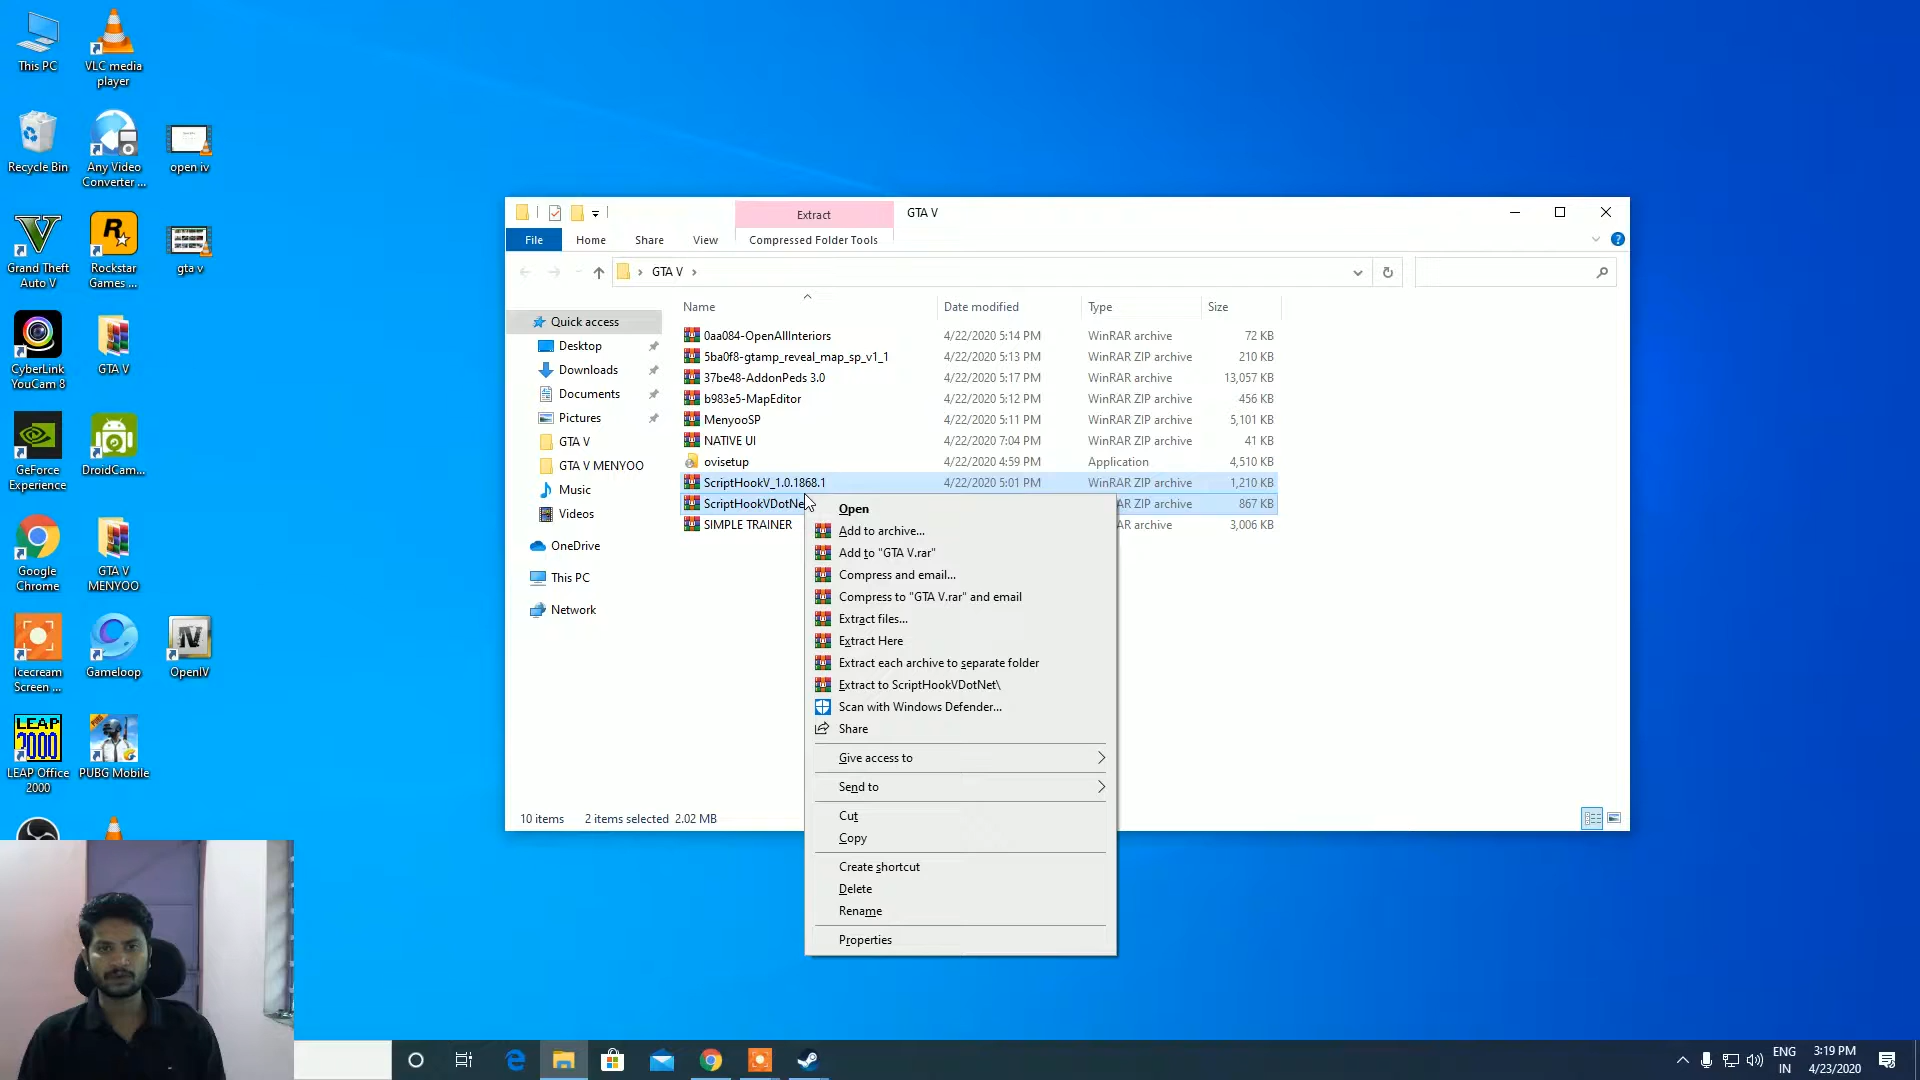 This PC
VLC media
player
Recycle Bin
Any Video
Converter ...
open iv
Grand Theft
Auto V
Rockstar
Games ...
gta v
CyberLink
YouCam 8
GTA V
GeForce
Experience
DroidCam...
Google
Chrome
GTA V
MENYOO
Icecream
Screen ...
Gameloop
OpenIV
LEAP
2000
LEAP Office
2000
PUBG Mobile
Extract
GTA V
File
Home
Share
View
Compressed Folder Tools
GTA V
Name
Date modified
Type
Size
Quick access
Desktop
Downloads
Documents
Pictures
GTA V
GTA V MENYOO
Music
Videos
OneDrive
This PC
Network
0aa084-OpenAllInteriors 4/22/2020 5:14 PM WinRAR archive 72 KB
5ba0f8-gtamp_reveal_map_sp_v1_1 4/22/2020 5:13 PM WinRAR ZIP archive 210 KB
37be48-AddonPeds 3.0 4/22/2020 5:17 PM WinRAR archive 13,057 KB
b983e5-MapEditor 4/22/2020 5:12 PM WinRAR ZIP archive 456 KB
MenyooSP 4/22/2020 5:11 PM WinRAR ZIP archive 5,101 KB
NATIVE UI 4/22/2020 7:04 PM WinRAR ZIP archive 41 KB
ovisetup 4/22/2020 4:59 PM Application 4,510 KB
ScriptHookV_1.0.1868.1 4/22/2020 5:01 PM WinRAR ZIP archive 1,210 KB
ScriptHookVDotNe AR ZIP archive 867 KB
SIMPLE TRAINER AR archive 3,006 KB
Open
Add to archive...
Add to "GTA V.rar"
Compress and email...
Compress to "GTA V.rar" and email
Extract files...
Extract Here
Extract each archive to separate folder
Extract to ScriptHookVDotNet\
Scan with Windows Defender...
Share
Give access to
Send to
Cut
Copy
Create shortcut
Delete
Rename
Properties
10 items 2 items selected 2.02 MB
ENG
IN
3:19 PM
4/23/2020